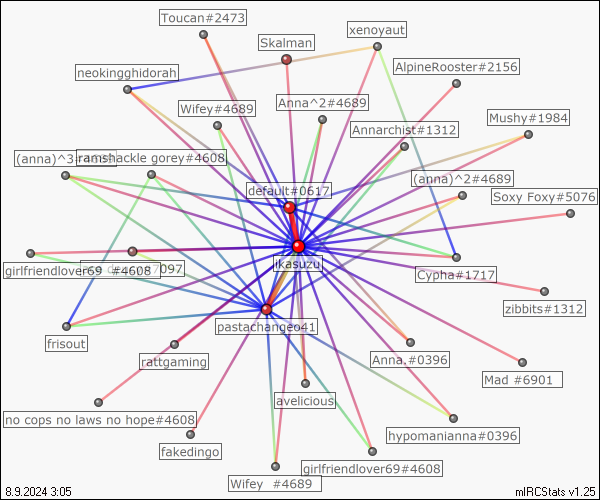 Toucan#2473
Skalman
xenoyaut
neokingghidorah
AlpineRooster#2156
Wifey#4689
Anna^2#4689
Mushy#1984
Annarchist#1312
(anna)^3
ramshackle gorey#4608
default#0617
(anna)^2#4689
Soxy Foxy#5076
ikasuzu
girlfriendlover69 #4608
7097
Cypha#1717
zibbits#1312
pastachangeo41
frisout
rattgaming
Anna.#0396
Mad #6901
avelicious
no cops no laws no hope#4608
hypomanianna#0396
fakedingo
girlfriendlover69#4608
Wifey #4689
8.9.2024 3:05
mIRCStats v1.25